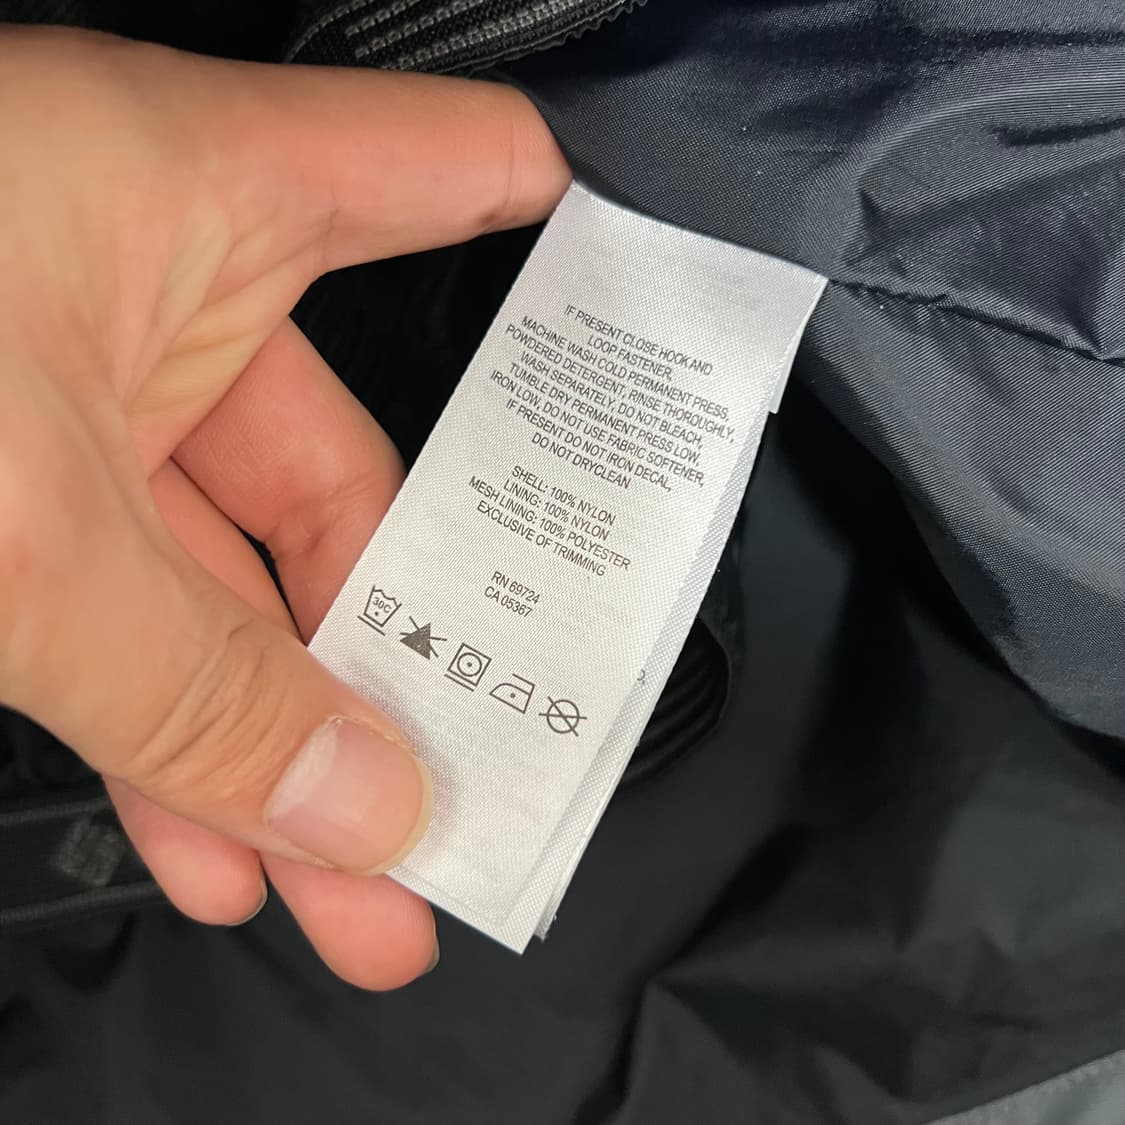 IF PRESENT CLOSE HOOK AND
LOOP FASTENER,
MACHINE WASH COLD PERMANENT PRESS,
POWDERED DETERGENT, RINSE THOROUGHLY,
WASH SEPARATELY, DO NOT BLEACH,
TUMBLE DRY PERMANENT PRESS LOW,
IRON LOW, DO NOT USE FABRIC SOFTENER,
IF PRESENT DO NOT IRON DECAL,
DO NOT DRYCLEAN
SHELL: 100% NYLON
LINING: 100% NYLON
MESH LINING: 100% POLYESTER
EXCLUSIVE OF TRIMMING
RN 69724
CA 05367
30C